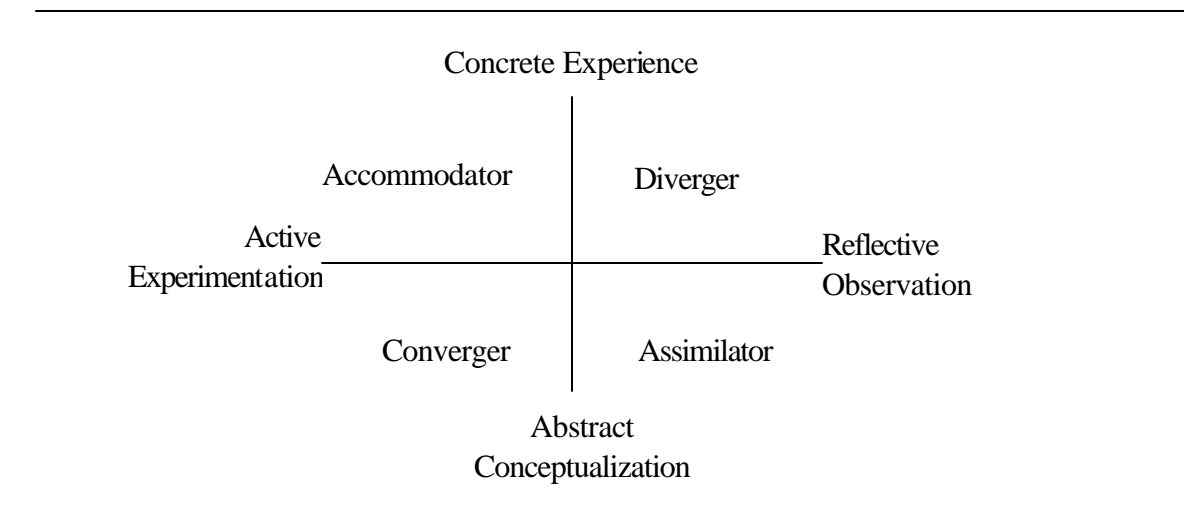 Concrete Experience
Accommodator
Diverger
Active
Experimentation
Reflective
Observation
Converger
Assimilator
Abstract
Conceptualization